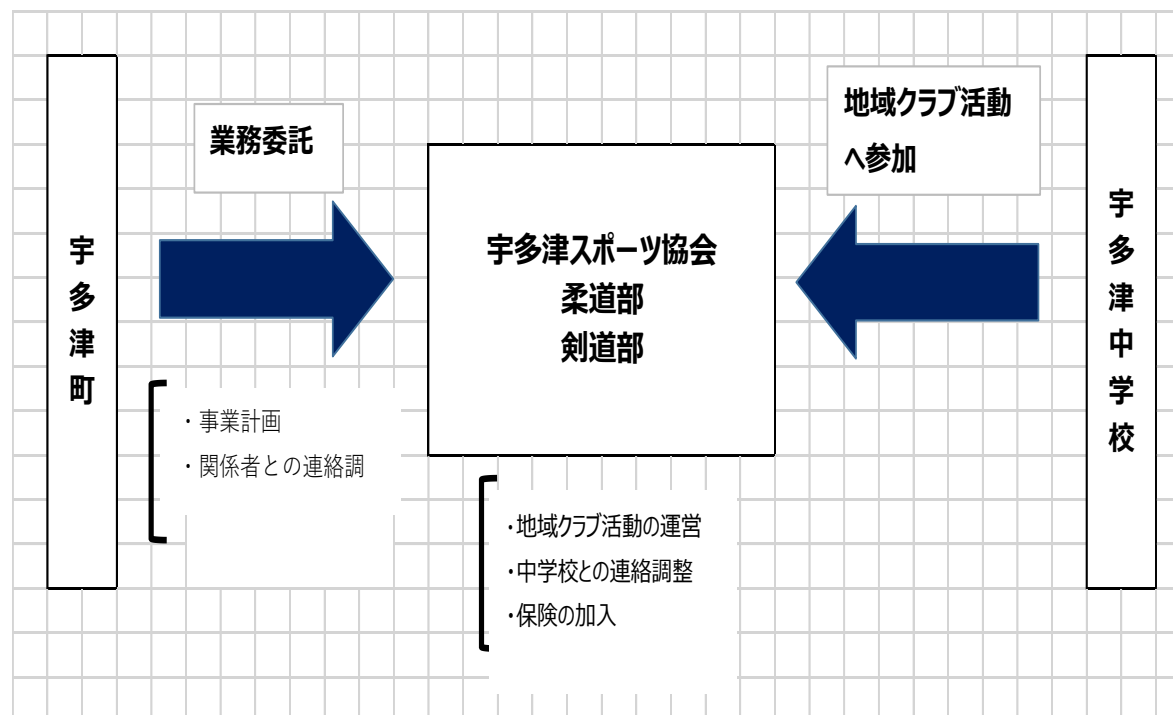 宇多津町
業務委託
・事業計画
・関係者との連絡調
宇多津スポーツ協会
柔道部
剣道部
・地域クラブ活動の運営
・中学校との連絡調整
・保険の加入
地域クラブ活動
へ参加
宇多津中学校